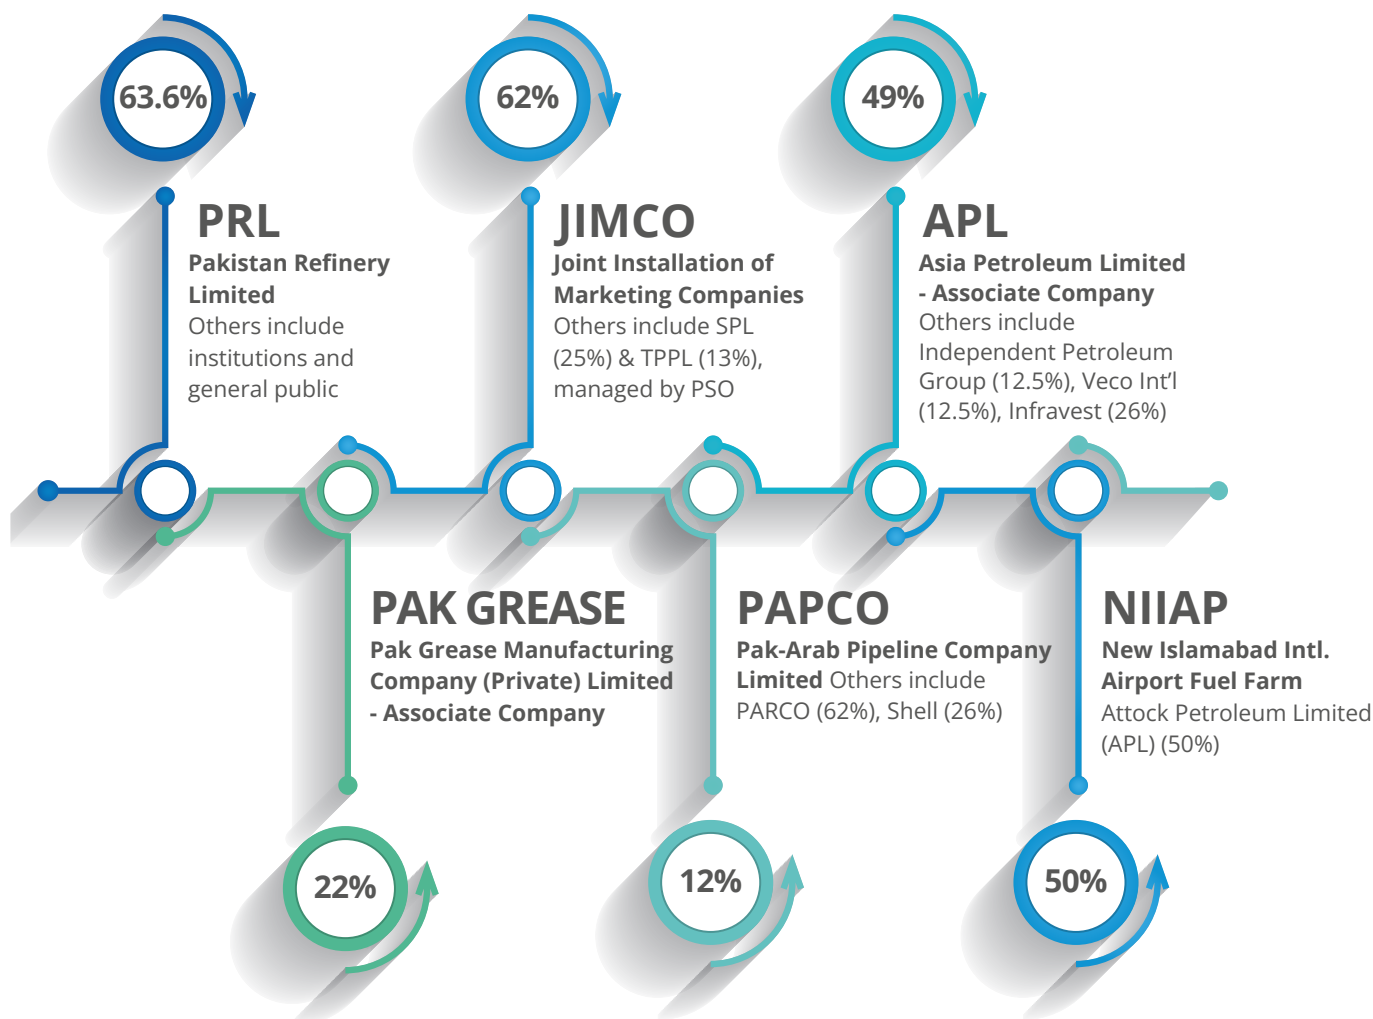 63.6%
PRL
Pakistan Refinery
Limited
Others include
institutions and
general public
62%
JIMCO
Joint Installation of
Marketing Companies
Others include SPL
(25%) & TPPL (13%),
managed by PSO
49%
APL
Asia Petroleum Limited
- Associate Company
Others include
Independent Petroleum
Group (12.5%), Veco Int’l
(12.5%), Infravest (26%)
PAK GREASE
Pak Grease Manufacturing
Company (Private) Limited
- Associate Company
22%
PAPCO
Pak-Arab Pipeline Company
Limited Others include
PARCO (62%), Shell (26%)
12%
NIIAP
New Islamabad Intl.
Airport Fuel Farm
Attock Petroleum Limited
(APL) (50%)
50%